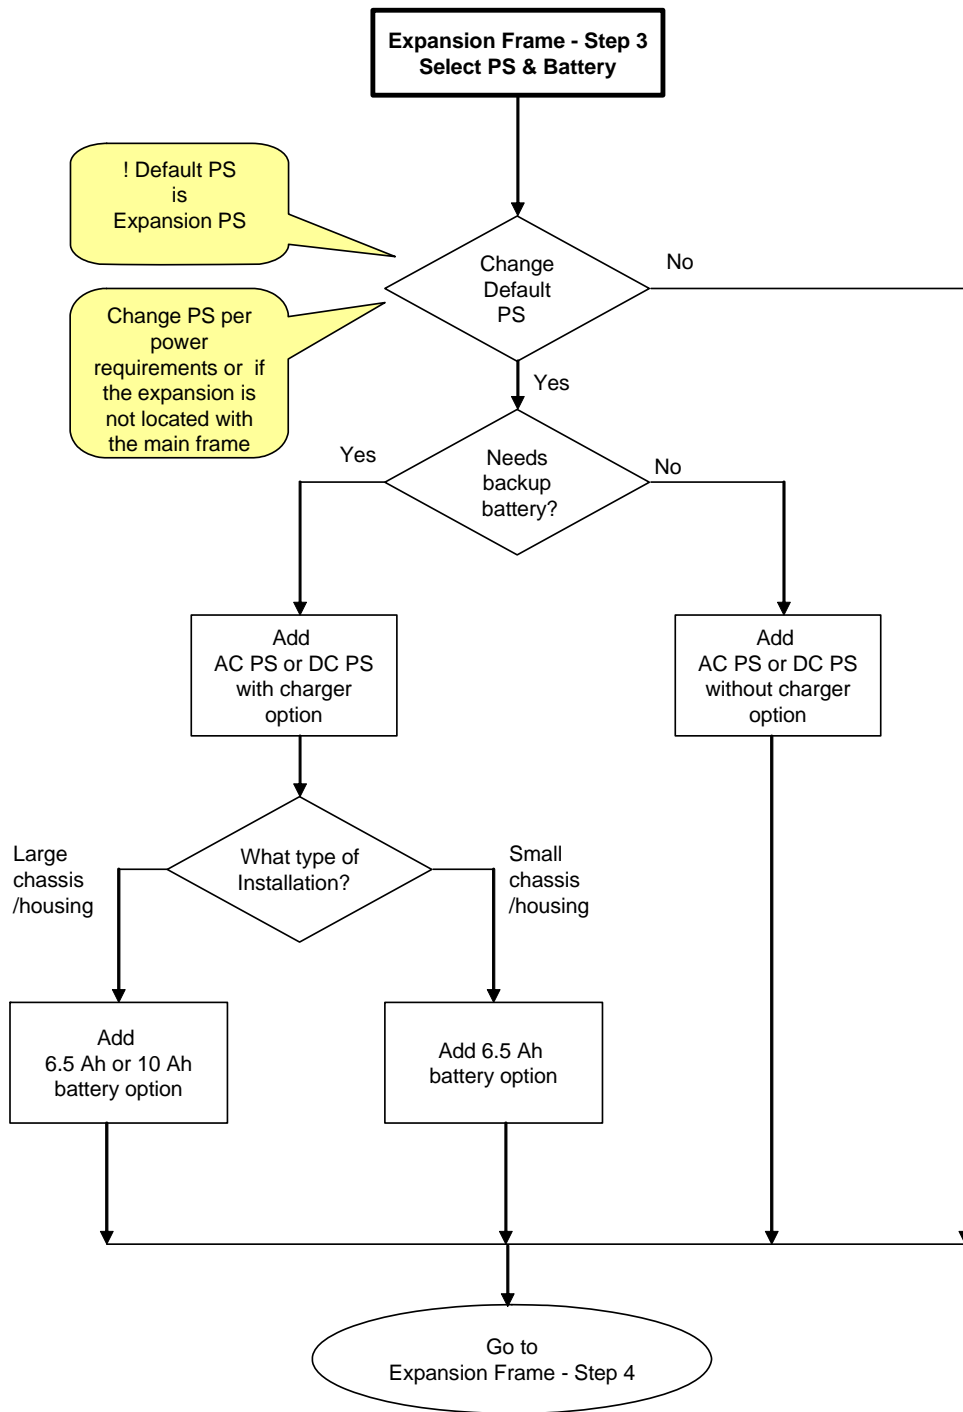 Expansion Frame - Step 3
Select PS & Battery
! Default PS
is
Expansion PS
Change
Default
PS
No
Change PS per
power
requirements or if
the expansion is
not located with
the main frame
Yes
Yes
Needs
backup
battery?
No
Add
AC PS or DC PS
with charger
option
Add
AC PS or DC PS
without charger
option
Large
chassis
/housing
What type of
Installation?
Small
chassis
/housing
Add
6.5 Ah or 10 Ah
battery option
Add 6.5 Ah
battery option
Go to
Expansion Frame - Step 4